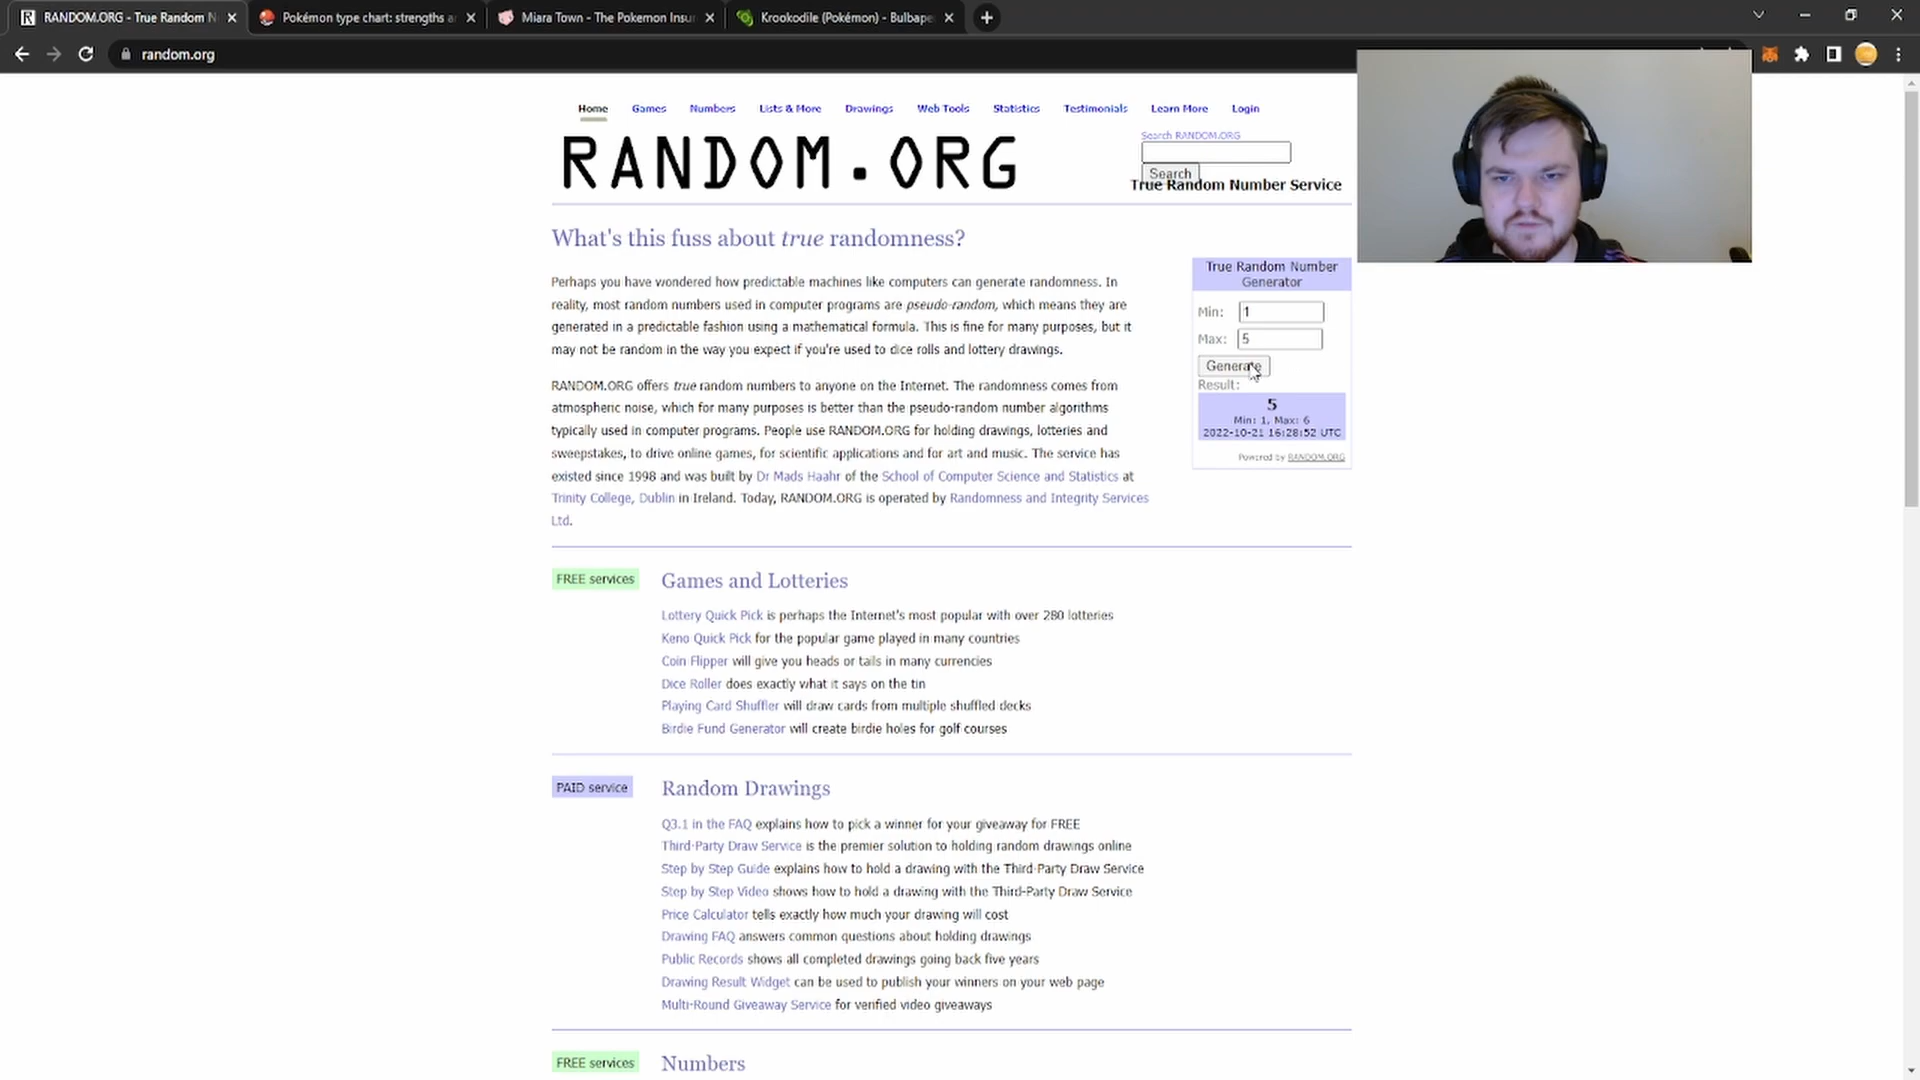 RANDOM.ORG - True Random N
Pokémon type chart: strengths a
Miara Town - The Pokemon Insur
Krookodile (Pokémon) - Bulbape
random.org
Home Games Numbers Lists & More Drawings Web Tools Statistics Testimonials Learn More Login
RANDOM.ORG
Search RANDOM.ORG
Search
True Random Number Service
What's this fuss about true randomness?
Perhaps you have wondered how predictable machines like computers can generate randomness. In
reality, most random numbers used in computer programs are pseudo-random, which means they are
generated in a predictable fashion using a mathematical formula. This is fine for many purposes, but it
may not be random in the way you expect if you're used to dice rolls and lottery drawings.
RANDOM.ORG offers true random numbers to anyone on the Internet. The randomness comes from
atmospheric noise, which for many purposes is better than the pseudo-random number algorithms
typically used in computer programs. People use RANDOM.ORG for holding drawings, lotteries and
sweepstakes, to drive online games, for scientific applications and for art and music. The service has
existed since 1998 and was built by Dr Mads Haahr of the School of Computer Science and Statistics at
Trinity College, Dublin in Ireland. Today, RANDOM.ORG is operated by Randomness and Integrity Services
Ltd.
True Random Number
Generator
Min: 1
Max: 5
Generate
Result:
5
Min: 1, Max: 6
2022-10-21 16:28:52 UTC
Powered by RANDOM.ORG
FREE services
Games and Lotteries
Lottery Quick Pick is perhaps the Internet's most popular with over 280 lotteries
Keno Quick Pick for the popular game played in many countries
Coin Flipper will give you heads or tails in many currencies
Dice Roller does exactly what it says on the tin
Playing Card Shuffler will draw cards from multiple shuffled decks
Birdie Fund Generator will create birdie holes for golf courses
PAID service
Random Drawings
Q3.1 in the FAQ explains how to pick a winner for your giveaway for FREE
Third-Party Draw Service is the premier solution to holding random drawings online
Step by Step Guide explains how to hold a drawing with the Third-Party Draw Service
Step by Step Video shows how to hold a drawing with the Third-Party Draw Service
Price Calculator tells exactly how much your drawing will cost
Drawing FAQ answers common questions about holding drawings
Public Records shows all completed drawings going back five years
Drawing Result Widget can be used to publish your winners on your web page
Multi-Round Giveaway Service for verified video giveaways
FREE services
Numbers